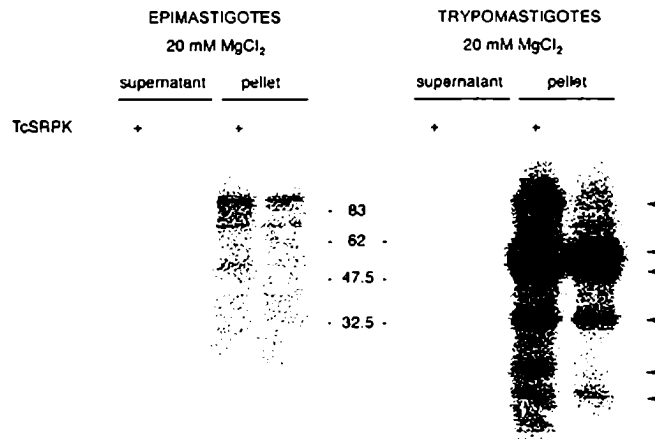 EPIMASTIGOTES TRYPOMASTIGOTES
20 mM MgCl₂ 20 mM MgCl₂
supernatant pellet supernatant pellet
TcSRPK + + + +
- 83
- 62 -
- 47.5 -
- 32.5 -